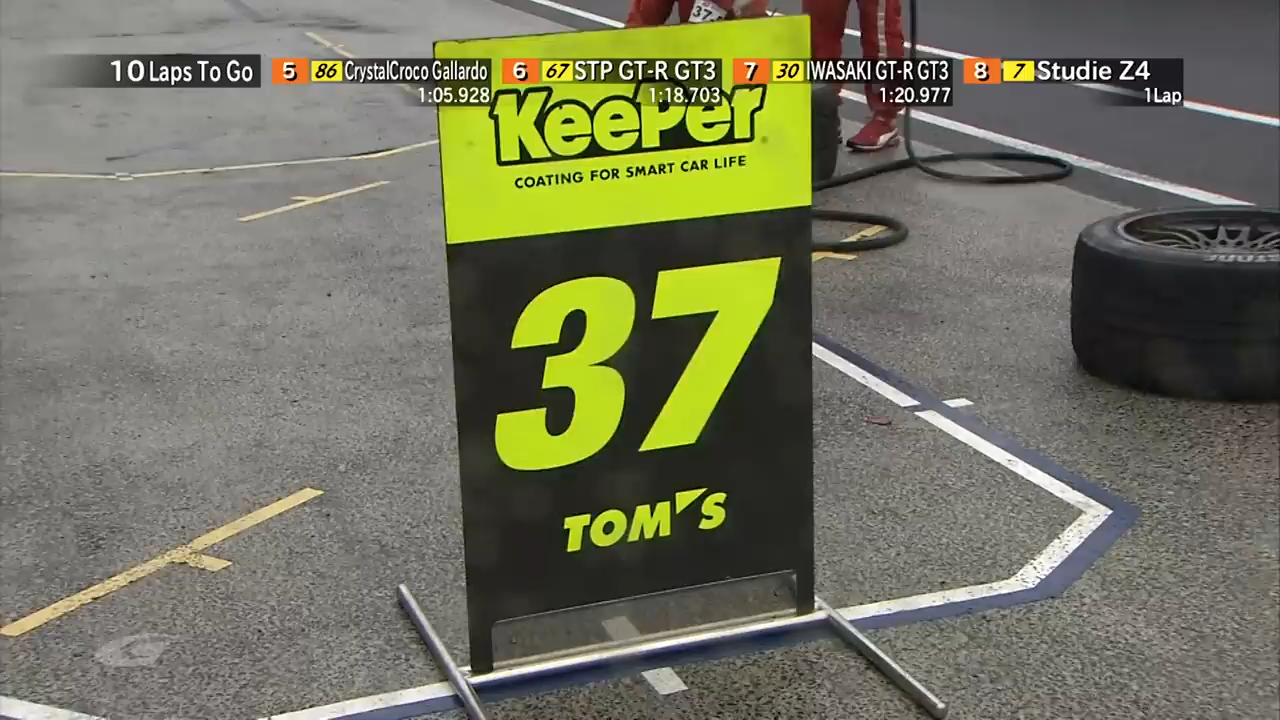 10 Laps To Go
5 86 CrystalCroco Gallardo
1:05.928
6 67 STP GT-R GT3
1:18.703
7 30 IWASAKI GT-R GT3
1:20.977
8 7 Studie Z4
1Lap
37
KeePer
COATING FOR SMART CAR LIFE
37
TOM'S